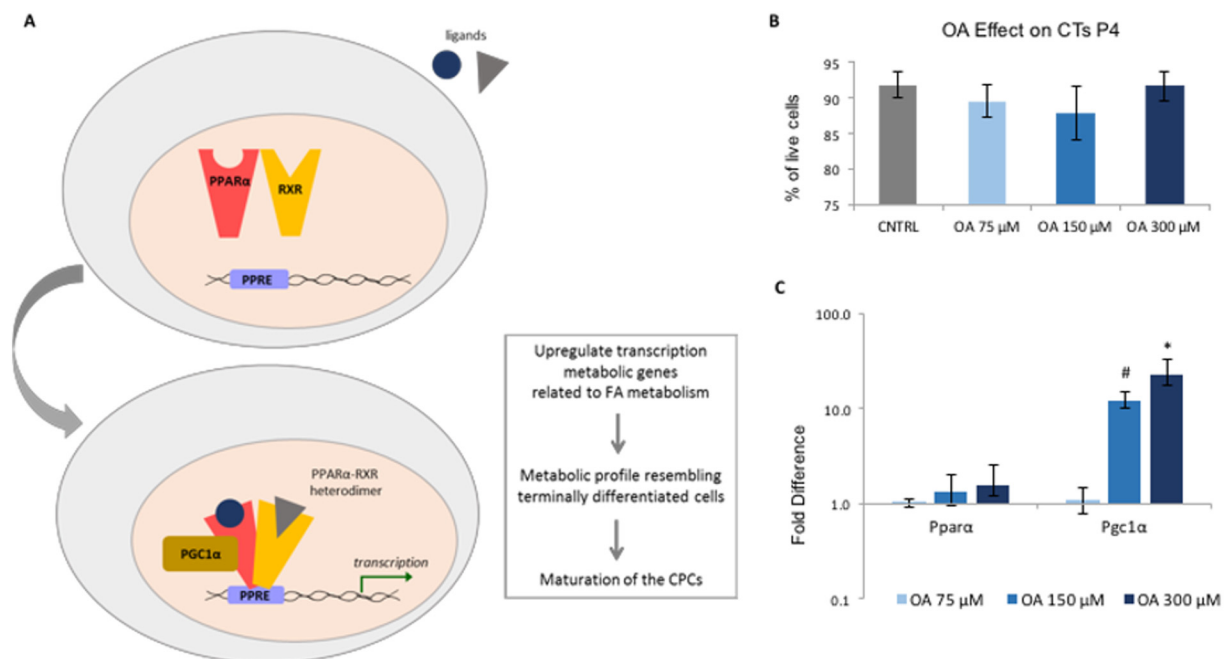 A
ligands
PPARα
RXR
PPRE
PPARα-RXR
heterodimer
PGC1α
transcription
PPRE
Upregulate transcription
metabolic genes
related to FA metabolism
Metabolic profile resembling
terminally differentiated cells
Maturation of the CPCs
B
OA Effect on CTs P4
% of live cells
95
90
85
80
75
CNTRL
OA 75 µM
OA 150 µM
OA 300 µM
C
Fold Difference
100.0
10.0
1.0
0.1
#
*
Pparα
Pgc1α
OA 75 µM
OA 150 µM
OA 300 µM